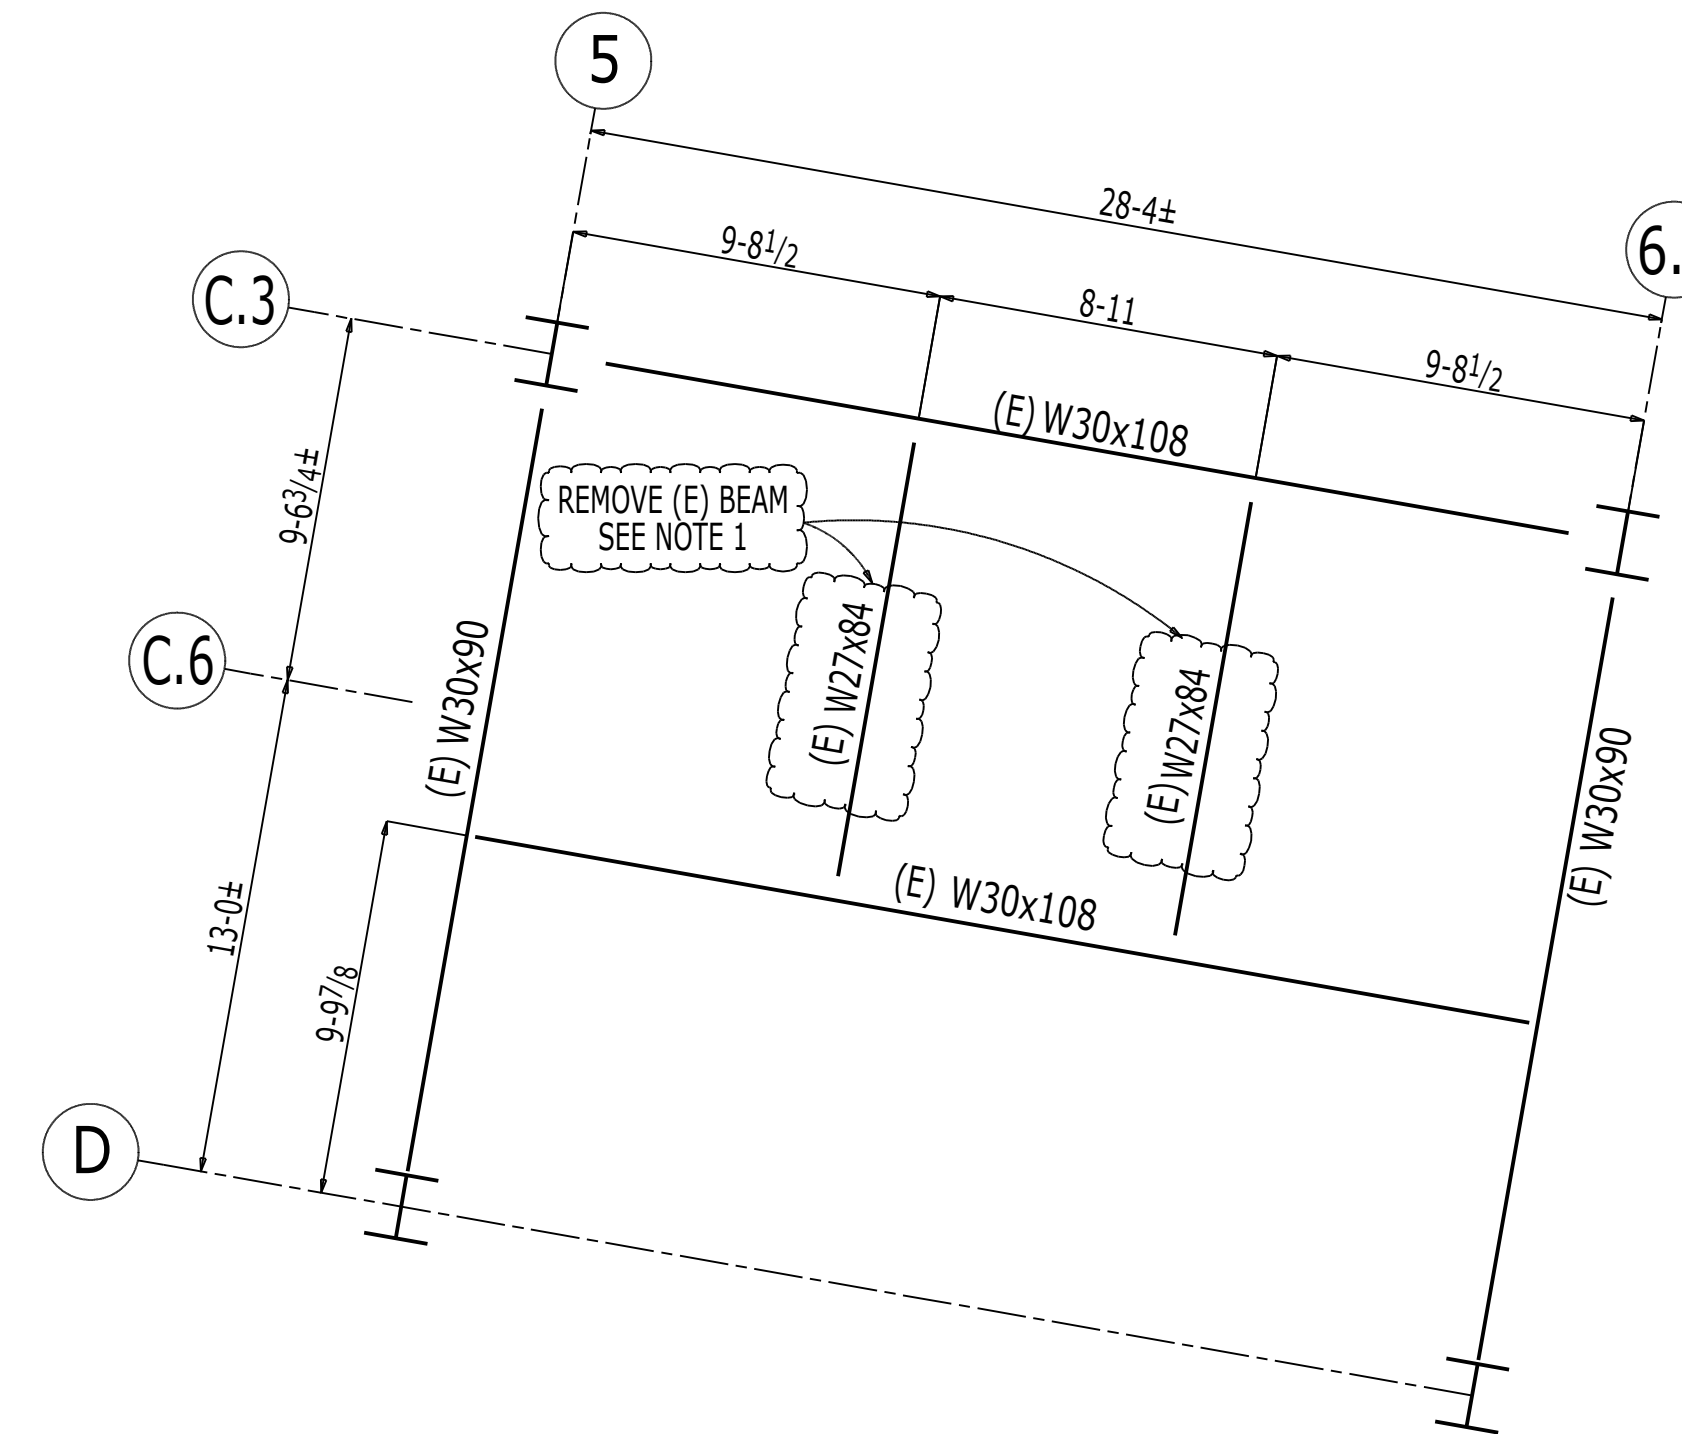 5
28-4±
6.
9-8 1/2
8-11
9-8 1/2
C.3
(E) W30x108
REMOVE (E) BEAM
SEE NOTE 1
9-6 3/4±
C.6
(E) W30x90
(E) W27x84
(E) W27x84
(E) W30x90
(E) W30x108
13-0±
9-9 7/8
D